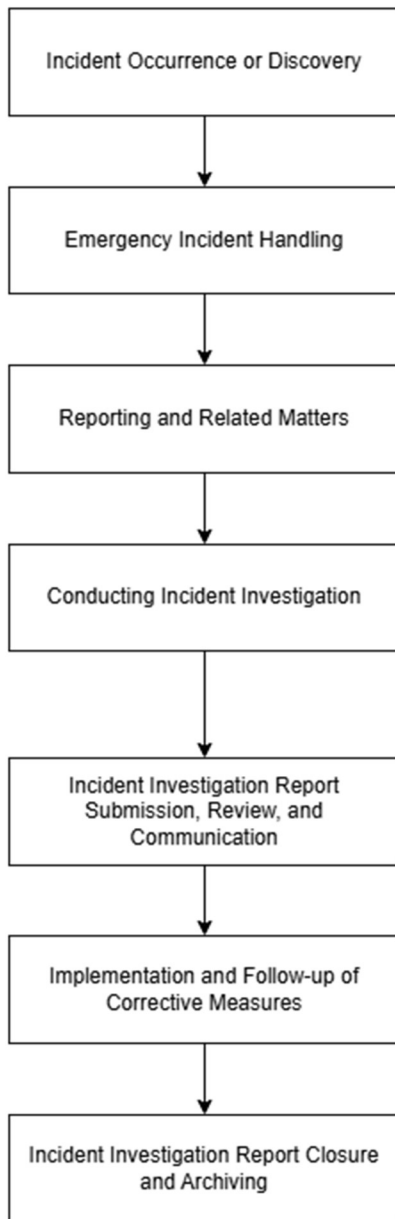 Incident Occurrence or Discovery
Emergency Incident Handling
Reporting and Related Matters
Conducting Incident Investigation
Incident Investigation Report
Submission, Review, and
Communication
Implementation and Follow-up of
Corrective Measures
Incident Investigation Report Closure
and Archiving